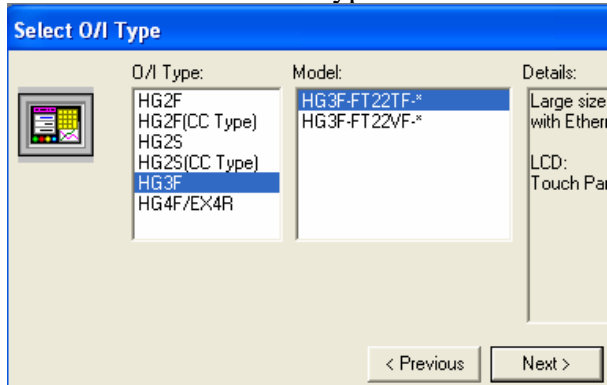 Select O/I Type
O/I Type:
HG2F
HG2F(CC Type)
HG2S
HG2S(CC Type)
HG3F
HG4F/EX4R
Model:
HG3F-FT22TF-*
HG3F-FT22VF-*
Details:
Large size
with Ether
LCD:
Touch Pa
< Previous
Next >